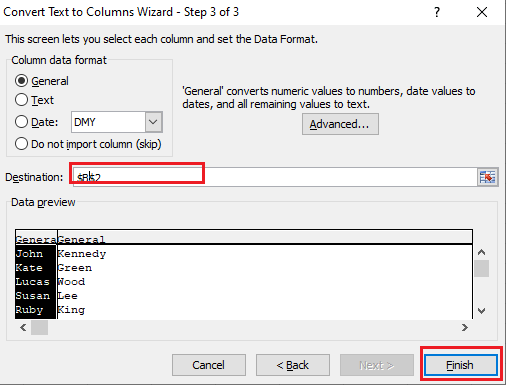 Convert Text to Columns Wizard - Step 3 of 3
This screen lets you select each column and set the Data Format.
Column data format
General
Text
Date: DMY
Do not import column (skip)
'General' converts numeric values to numbers, date values to
dates, and all remaining values to text.
Advanced...
Destination: $B$2
Data preview
Genera General
John Kennedy
Kate Green
Lucas Wood
Susan Lee
Ruby King
Cancel < Back Next > Finish